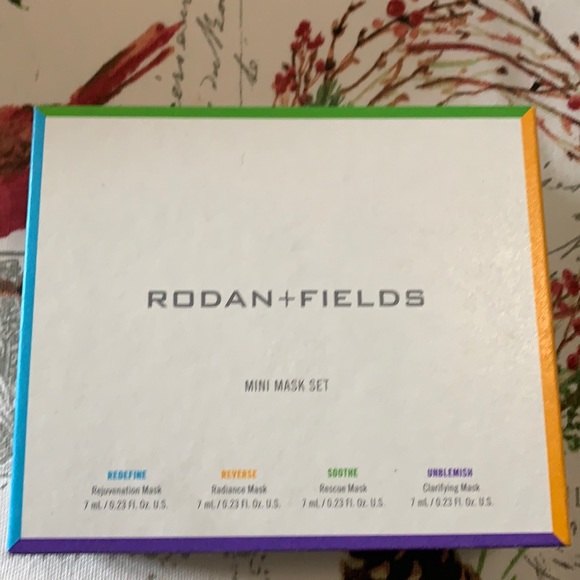 RODAN+FIELDS
MINI MASK SET
REDEFINE
Rejuvenation Mask
7 mL / 0.23 Fl. Oz. U.S.
REVERSE
Radiance Mask
7 mL / 0.23 Fl. Oz. U.S.
SOOTHE
Rescue Mask
7 mL / 0.23 Fl. Oz. U.S.
UNBLEMISH
Clarifying Mask
7 mL / 0.23 Fl. Oz. U.S.